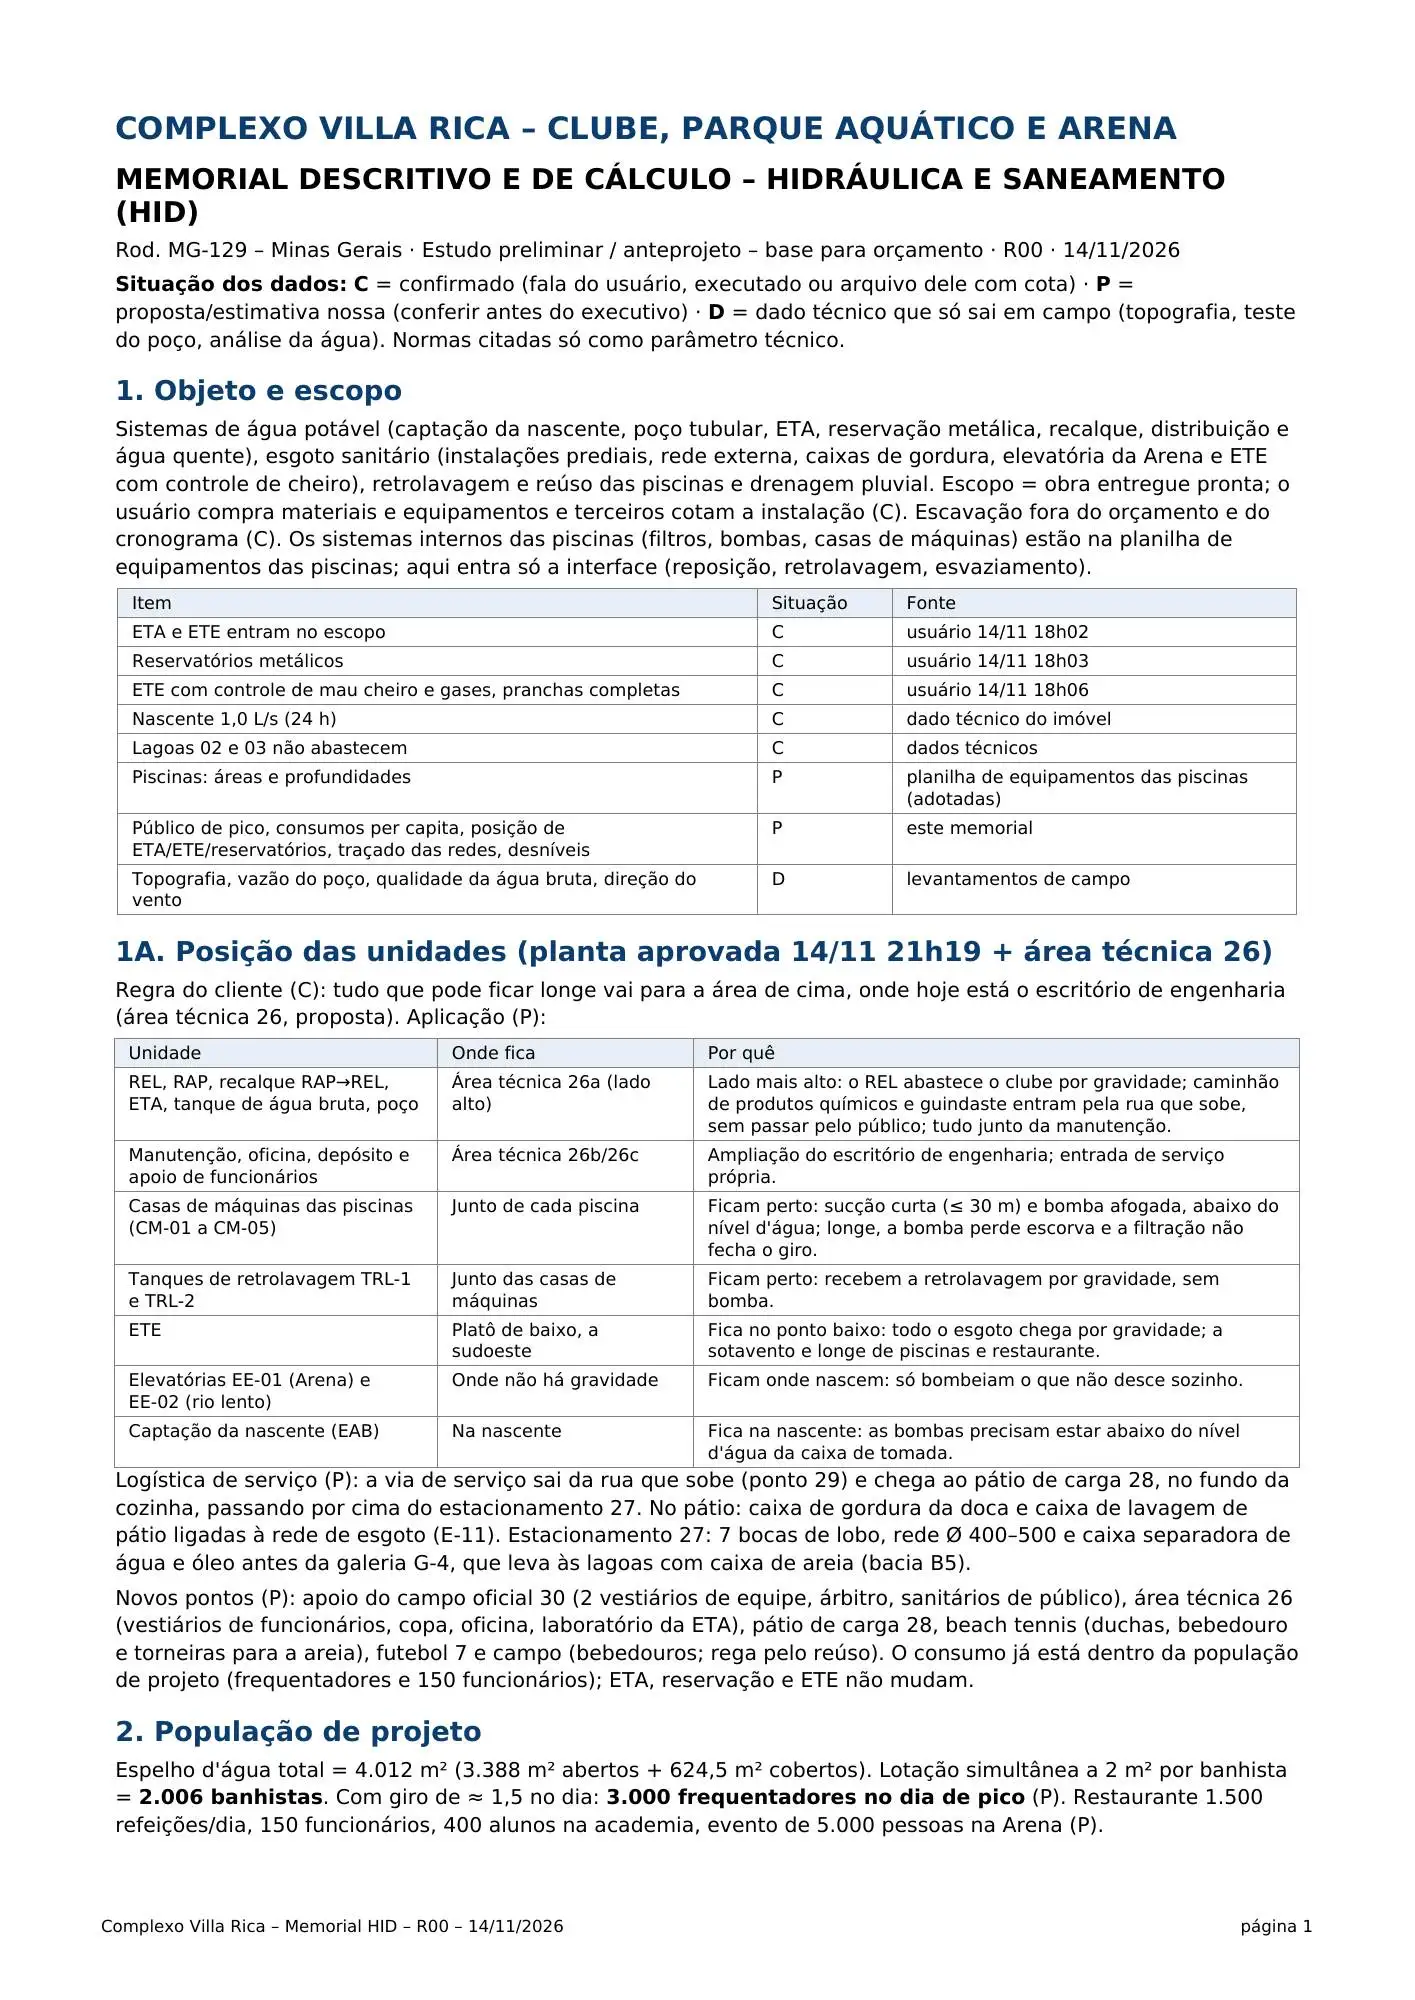 COMPLEXO VILLA RICA – CLUBE, PARQUE AQUÁTICO E ARENA
MEMORIAL DESCRITIVO E DE CÁLCULO – HIDRÁULICA E SANEAMENTO
(HID)
Rod. MG-129 – Minas Gerais · Estudo preliminar / anteprojeto – base para orçamento · R00 · 14/11/2026
Situação dos dados: C = confirmado (fala do usuário, executado ou arquivo dele com cota) · P =
proposta/estimativa nossa (conferir antes do executivo) · D = dado técnico que só sai em campo (topografia, teste
do poço, análise da água). Normas citadas só como parâmetro técnico.
1. Objeto e escopo
Sistemas de água potável (captação da nascente, poço tubular, ETA, reservação metálica, recalque, distribuição e
água quente), esgoto sanitário (instalações prediais, rede externa, caixas de gordura, elevatória da Arena e ETE
com controle de cheiro), retrolavagem e reúso das piscinas e drenagem pluvial. Escopo = obra entregue pronta; o
usuário compra materiais e equipamentos e terceiros cotam a instalação (C). Escavação fora do orçamento e do
cronograma (C). Os sistemas internos das piscinas (filtros, bombas, casas de máquinas) estão na planilha de
equipamentos das piscinas; aqui entra só a interface (reposição, retrolavagem, esvaziamento).
Item Situação Fonte
ETA e ETE entram no escopo C usuário 14/11 18h02
Reservatórios metálicos C usuário 14/11 18h03
ETE com controle de mau cheiro e gases, pranchas completas C usuário 14/11 18h06
Nascente 1,0 L/s (24 h) C dado técnico do imóvel
Lagoas 02 e 03 não abastecem C dados técnicos
Piscinas: áreas e profundidades P planilha de equipamentos das piscinas
(adotadas)
Público de pico, consumos per capita, posição de P este memorial
ETA/ETE/reservatórios, traçado das redes, desníveis
Topografia, vazão do poço, qualidade da água bruta, direção do D levantamentos de campo
vento
1A. Posição das unidades (planta aprovada 14/11 21h19 + área técnica 26)
Regra do cliente (C): tudo que pode ficar longe vai para a área de cima, onde hoje está o escritório de engenharia
(área técnica 26, proposta). Aplicação (P):
Unidade Onde fica Por quê
REL, RAP, recalque RAP→REL, Área técnica 26a (lado Lado mais alto: o REL abastece o clube por gravidade; caminhão
ETA, tanque de água bruta, poço alto) de produtos químicos e guindaste entram pela rua que sobe,
sem passar pelo público; tudo junto da manutenção.
Manutenção, oficina, depósito e Área técnica 26b/26c Ampliação do escritório de engenharia; entrada de serviço
apoio de funcionários própria.
Casas de máquinas das piscinas Junto de cada piscina Ficam perto: sucção curta (≤ 30 m) e bomba afogada, abaixo do
(CM-01 a CM-05) nível d'água; longe, a bomba perde escorva e a filtração não
fecha o giro.
Tanques de retrolavagem TRL-1 Junto das casas de Ficam perto: recebem a retrolavagem por gravidade, sem
e TRL-2 máquinas bomba.
ETE Platô de baixo, a Fica no ponto baixo: todo o esgoto chega por gravidade; a
sudoeste sotavento e longe de piscinas e restaurante.
Elevatórias EE-01 (Arena) e Onde não há gravidade Ficam onde nascem: só bombeiam o que não desce sozinho.
EE-02 (rio lento)
Captação da nascente (EAB) Na nascente Fica na nascente: as bombas precisam estar abaixo do nível
d'água da caixa de tomada.
Logística de serviço (P): a via de serviço sai da rua que sobe (ponto 29) e chega ao pátio de carga 28, no fundo da
cozinha, passando por cima do estacionamento 27. No pátio: caixa de gordura da doca e caixa de lavagem de
pátio ligadas à rede de esgoto (E-11). Estacionamento 27: 7 bocas de lobo, rede Ø 400–500 e caixa separadora de
água e óleo antes da galeria G-4, que leva às lagoas com caixa de areia (bacia B5).
Novos pontos (P): apoio do campo oficial 30 (2 vestiários de equipe, árbitro, sanitários de público), área técnica 26
(vestiários de funcionários, copa, oficina, laboratório da ETA), pátio de carga 28, beach tennis (duchas, bebedouro
e torneiras para a areia), futebol 7 e campo (bebedouros; rega pelo reúso). O consumo já está dentro da população
de projeto (frequentadores e 150 funcionários); ETA, reservação e ETE não mudam.
2. População de projeto
Espelho d'água total = 4.012 m² (3.388 m² abertos + 624,5 m² cobertos). Lotação simultânea a 2 m² por banhista
= 2.006 banhistas. Com giro de ≈ 1,5 no dia: 3.000 frequentadores no dia de pico (P). Restaurante 1.500
refeições/dia, 150 funcionários, 400 alunos na academia, evento de 5.000 pessoas na Arena (P).
Complexo Villa Rica – Memorial HID – R00 – 14/11/2026 página 1